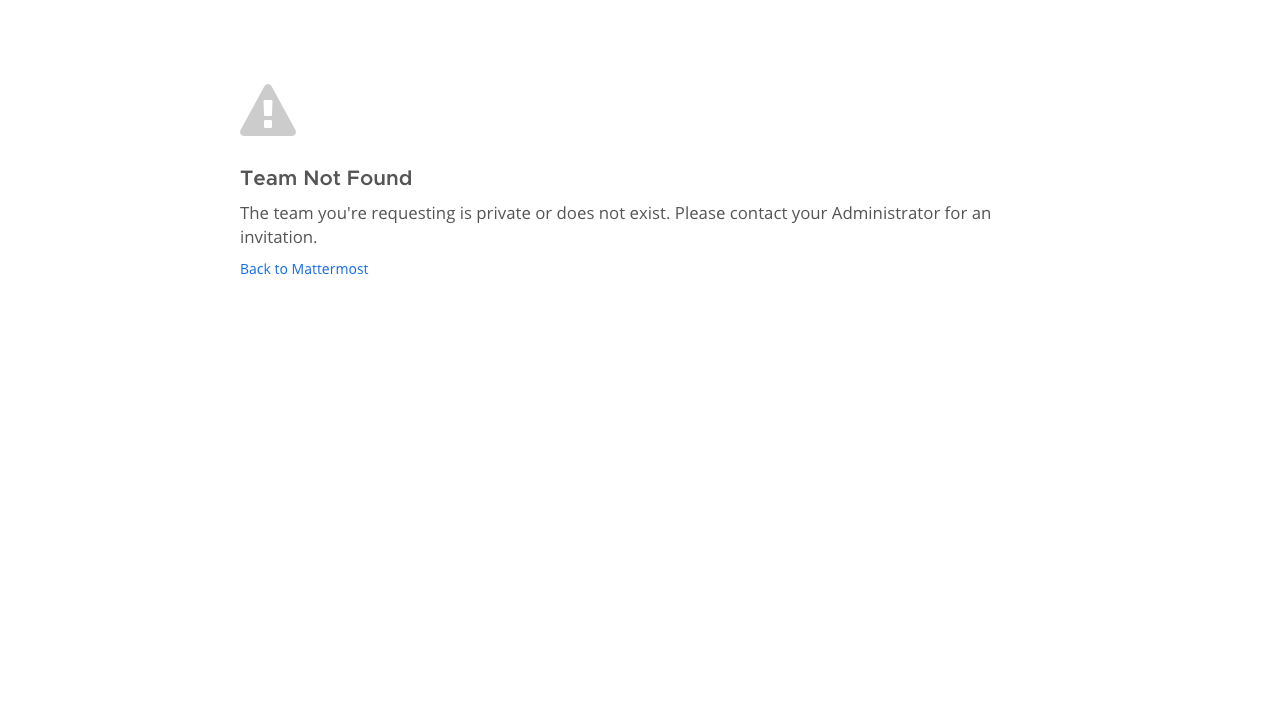 Team Not Found
The team you're requesting is private or does not exist. Please contact your Administrator for an
invitation.
Back to Mattermost